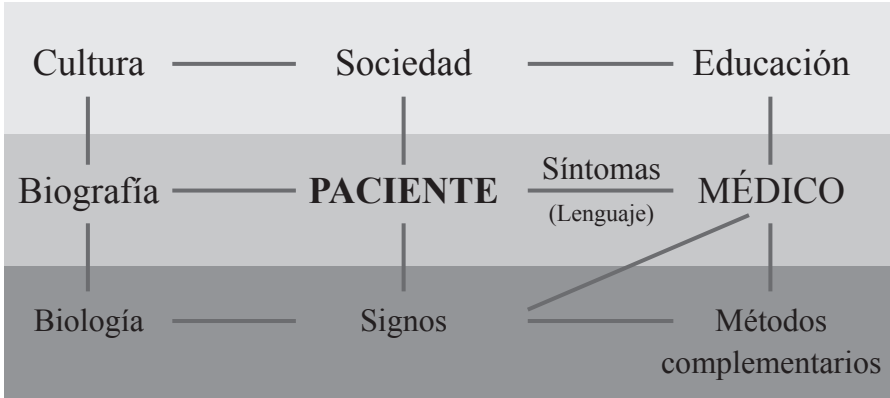 Cultura Sociedad Educación
Biografía PACIENTE Síntomas (Lenguaje) MÉDICO
Biología Signos Métodos
complementarios